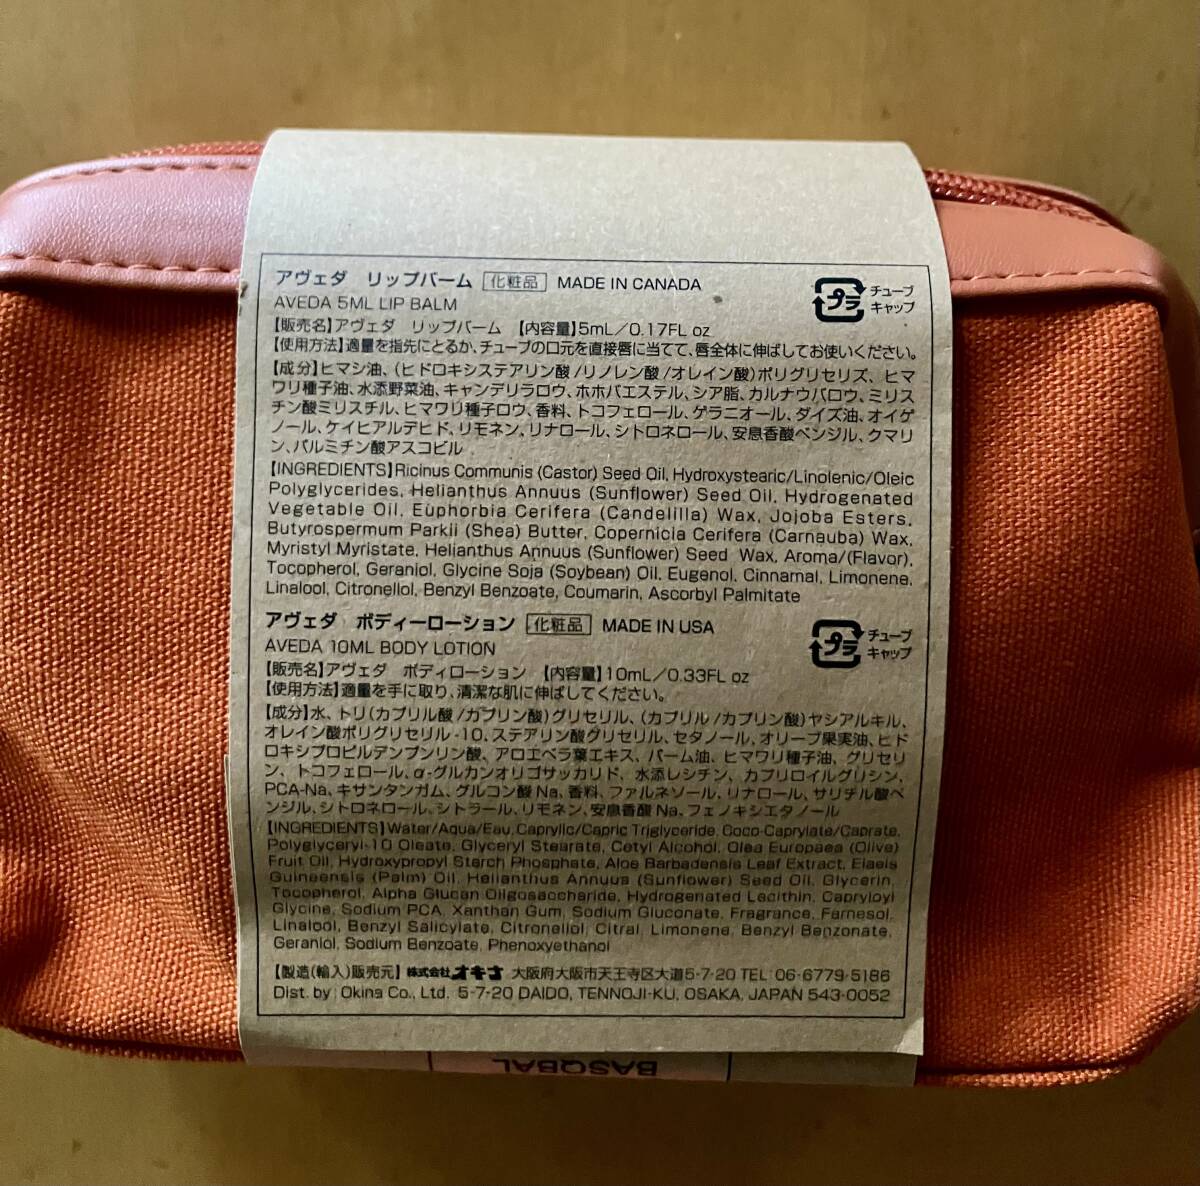 アヴェダ　リップバーム 化粧品 MADE IN CANADA
AVEDA 5ML LIP BALM
プラ チューブ
キャップ
【販売名】アヴェダ　リップバーム　【内容量】5mL／0.17FL oz
【使用方法】適量を指先にとるか、チューブの口元を直接唇に当てて、唇全体に伸ばしてお使いください。
【成分】ヒマシ油、（ヒドロキシステアリン酸/リノレン酸/オレイン酸）ポリグリセリズ、ヒマ
ワリ種子油、水添野菜油、キャンデリラロウ、ホホバエステル、シア脂、カルナウバロウ、ミリス
チン酸ミリスチル、ヒマワリ種子ロウ、香料、トコフェロール、ゲラニオール、ダイズ油、オイゲ
ノール、ケイヒアルデヒド、リモネン、リナロール、シトロネロール、安息香酸ベンジル、クマリ
ン、パルミチン酸アスコビル
【INGREDIENTS】Ricinus Communis (Castor) Seed Oil, Hydroxystearic/Linolenic/Oleic
Polyglycerides, Helianthus Annuus (Sunflower) Seed Oil, Hydrogenated
Vegetable Oil, Euphorbia Cerifera (Candelilla) Wax, Jojoba Esters,
Butyrospermum Parkii (Shea) Butter, Copernicia Cerifera (Carnauba) Wax,
Myristyl Myristate, Helianthus Annuus (Sunflower) Seed Wax, Aroma/(Flavor),
Tocopherol, Geraniol, Glycine Soja (Soybean) Oil, Eugenol, Cinnamal, Limonene,
Linalool, Citronellol, Benzyl Benzoate, Coumarin, Ascorbyl Palmitate
アヴェダ　ボディーローション 化粧品 MADE IN USA
AVEDA 10ML BODY LOTION
プラ チューブ
キャップ
【販売名】アヴェダ　ボディローション　【内容量】10mL／0.33FL oz
【使用方法】適量を手に取り、清潔な肌に伸ばしてください。
【成分】水、トリ（カプリル酸/カプリン酸）グリセリル、（カプリル/カプリン酸）ヤシアルキル、
オレイン酸ポリグリセリル-10、ステアリン酸グリセリル、セタノール、オリーブ果実油、ヒド
ロキシプロピルデンプンリン酸、アロエベラ葉エキス、パーム油、ヒマワリ種子油、グリセリ
ン、トコフェロール、α-グルカンオリゴサッカリド、水添レシチン、カプリロイルグリシン、
PCA-Na、キサンタンガム、グルコン酸Na、香料、ファルネソール、リナロール、サリチル酸ベ
ンジル、シトロネロール、シトラール、リモネン、安息香酸Na、フェノキシエタノール
【INGREDIENTS】Water/Aqua/Eau, Caprylic/Capric Triglyceride, Coco-Caprylate/Caprate,
Polyglyceryl-10 Oleate, Glyceryl Stearate, Cetyl Alcohol, Olea Europaea (Olive)
Fruit Oil, Hydroxypropyl Starch Phosphate, Aloe Barbadensis Leaf Extract, Elaeis
Guineensis (Palm) Oil, Helianthus Annuus (Sunflower) Seed Oil, Glycerin,
Tocopherol, Alpha Glucan Oligosaccharide, Hydrogenated Lecithin, Capryloyl
Glycine, Sodium PCA, Xanthan Gum, Sodium Gluconate, Fragrance, Farnesol,
Linalool, Benzyl Salicylate, Citronellol, Citral, Limonene, Benzyl Benzonate,
Geraniol, Sodium Benzoate, Phenoxyethanol
【製造（輸入）販売元】 株式会社オキナ 大阪府大阪市天王寺区大道5-7-20 TEL:06-6779-5186
Dist. by : Okina Co., Ltd. 5-7-20 DAIDO, TENNOJI-KU, OSAKA, JAPAN 543-0052
BASQBAL